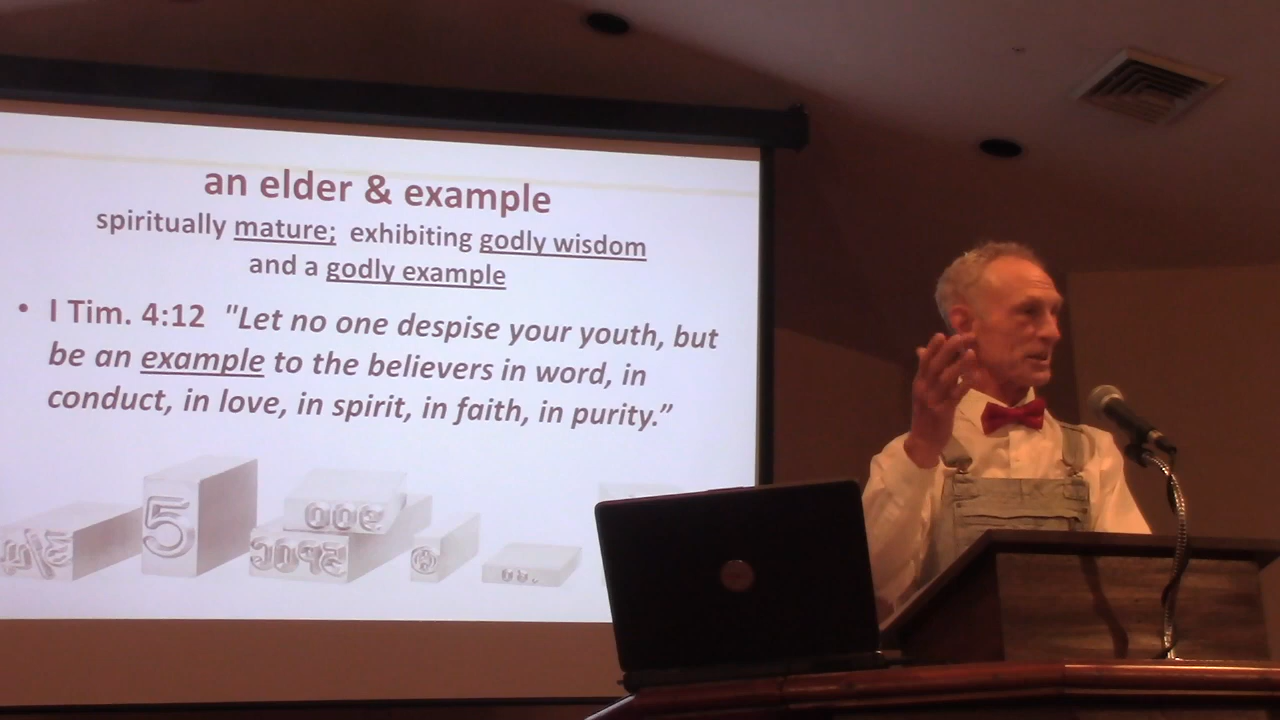 an elder & example
spiritually mature;  exhibiting godly wisdom
and a godly example
• I Tim. 4:12  "Let no one despise your youth, but
be an example to the believers in word, in
conduct, in love, in spirit, in faith, in purity.”
5